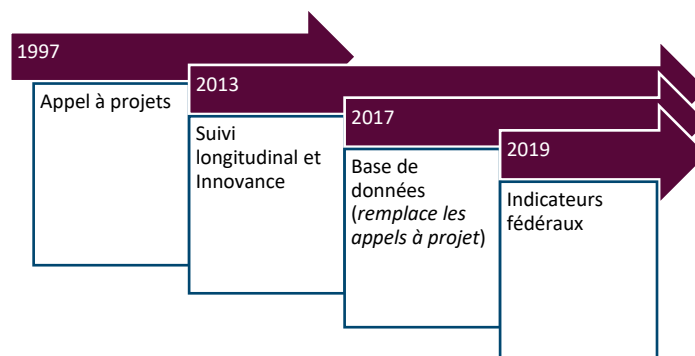 1997
Appel à projets
2013
Suivi
longitudinal et
Innovance
2017
Base de
données
(remplace les
appels à projet)
2019
Indicateurs
fédéraux